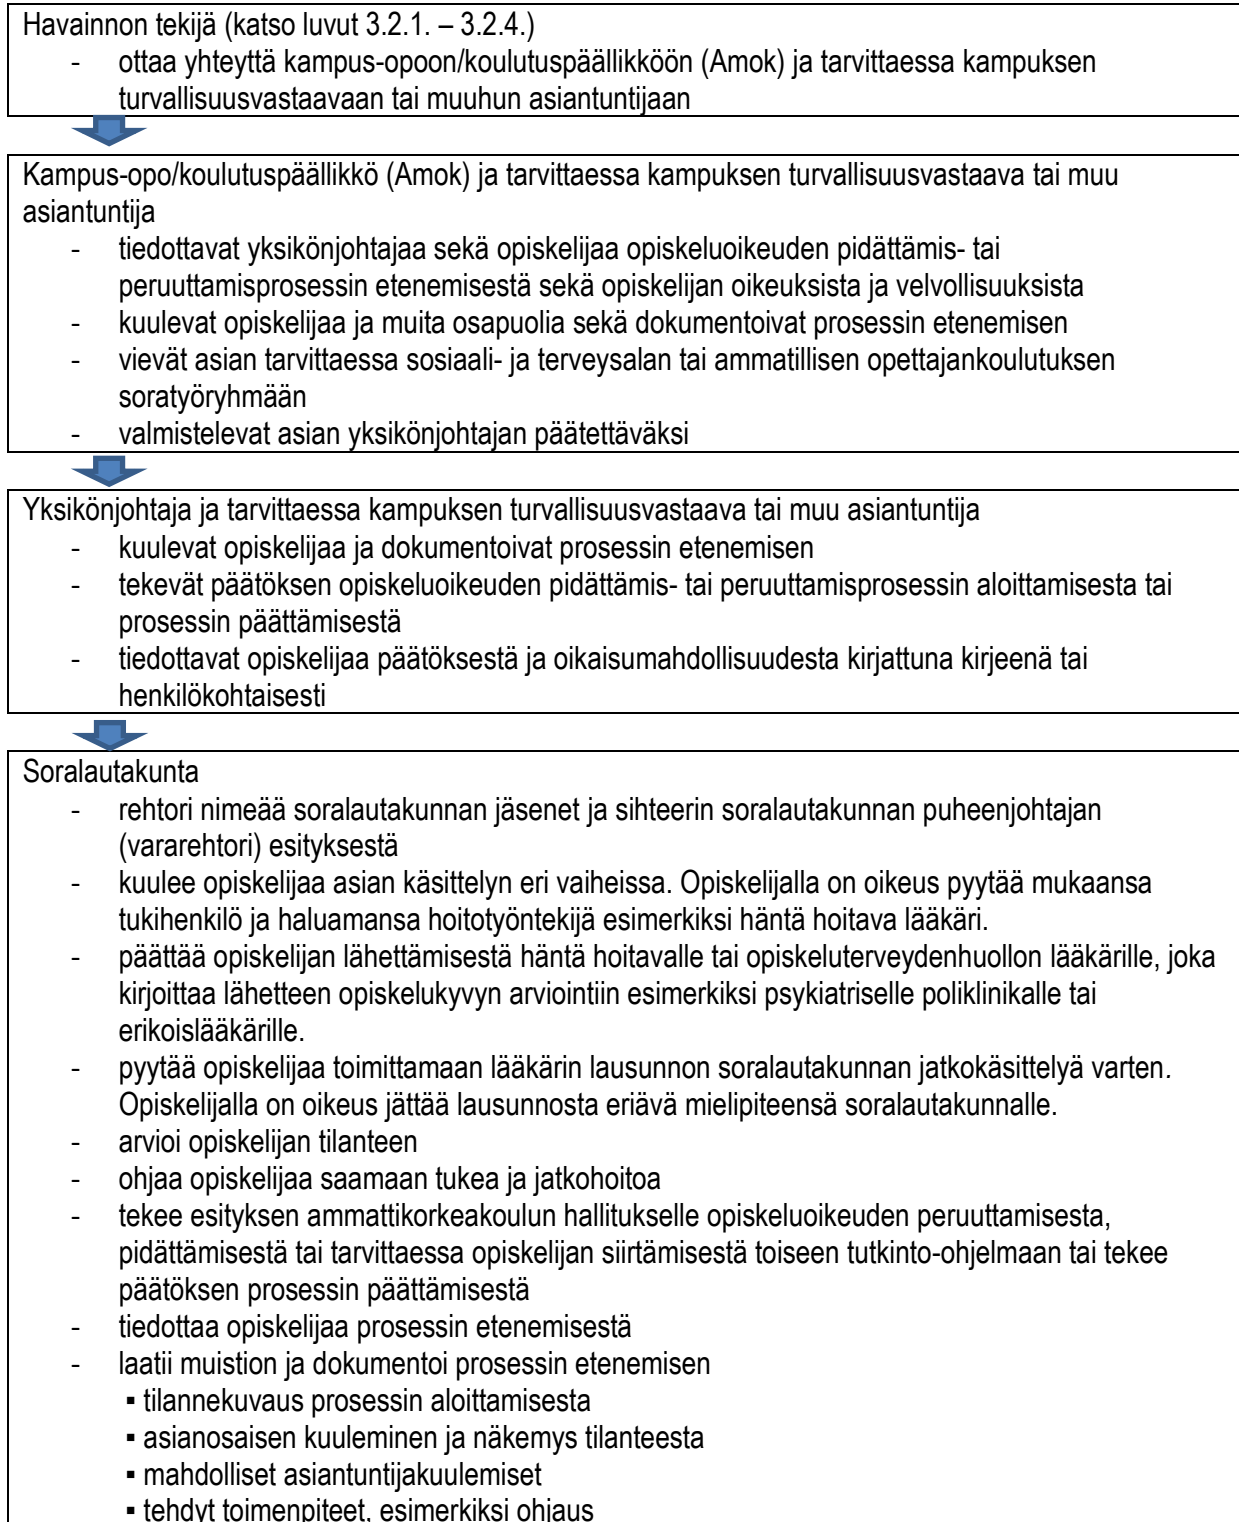 Havainnon tekijä (katso luvut 3.2.1. – 3.2.4.)
- ottaa yhteyttä kampus-opoon/koulutuspäällikköön (Amok) ja tarvittaessa kampuksen
turvallisuusvastaavaan tai muuhun asiantuntijaan
Kampus-opo/koulutuspäällikkö (Amok) ja tarvittaessa kampuksen turvallisuusvastaava tai muu
asiantuntija
- tiedottavat yksikönjohtajaa sekä opiskelijaa opiskeluoikeuden pidättämis- tai
peruuttamisprosessin etenemisestä sekä opiskelijan oikeuksista ja velvollisuuksista
- kuulevat opiskelijaa ja muita osapuolia sekä dokumentoivat prosessin etenemisen
- vievät asian tarvittaessa sosiaali- ja terveysalan tai ammatillisen opettajankoulutuksen
soratyöryhmään
- valmistelevat asian yksikönjohtajan päätettäväksi
Yksikönjohtaja ja tarvittaessa kampuksen turvallisuusvastaava tai muu asiantuntija
- kuulevat opiskelijaa ja dokumentoivat prosessin etenemisen
- tekevät päätöksen opiskeluoikeuden pidättämis- tai peruuttamisprosessin aloittamisesta tai
prosessin päättämisestä
- tiedottavat opiskelijaa päätöksestä ja oikaisumahdollisuudesta kirjattuna kirjeenä tai
henkilökohtaisesti
Soralautakunta
- rehtori nimeää soralautakunnan jäsenet ja sihteerin soralautakunnan puheenjohtajan
(vararehtori) esityksestä
- kuulee opiskelijaa asian käsittelyn eri vaiheissa. Opiskelijalla on oikeus pyytää mukaansa
tukihenkilö ja haluamansa hoitotyöntekijä esimerkiksi häntä hoitava lääkäri.
- päättää opiskelijan lähettämisestä häntä hoitavalle tai opiskeluterveydenhuollon lääkärille, joka
kirjoittaa lähetteen opiskelukyvyn arviointiin esimerkiksi psykiatriselle poliklinikalle tai
erikoislääkärille.
- pyytää opiskelijaa toimittamaan lääkärin lausunnon soralautakunnan jatkokäsittelyä varten.
Opiskelijalla on oikeus jättää lausunnosta eriävä mielipiteensä soralautakunnalle.
- arvioi opiskelijan tilanteen
- ohjaa opiskelijaa saamaan tukea ja jatkohoitoa
- tekee esityksen ammattikorkeakoulun hallitukselle opiskeluoikeuden peruuttamisesta,
pidättämisestä tai tarvittaessa opiskelijan siirtämisestä toiseen tutkinto-ohjelmaan tai tekee
päätöksen prosessin päättämisestä
- tiedottaa opiskelijaa prosessin etenemisestä
- laatii muistion ja dokumentoi prosessin etenemisen
▪ tilannekuvaus prosessin aloittamisesta
▪ asianosaisen kuuleminen ja näkemys tilanteesta
▪ mahdolliset asiantuntijakuulemiset
▪ tehdyt toimenpiteet, esimerkiksi ohjaus